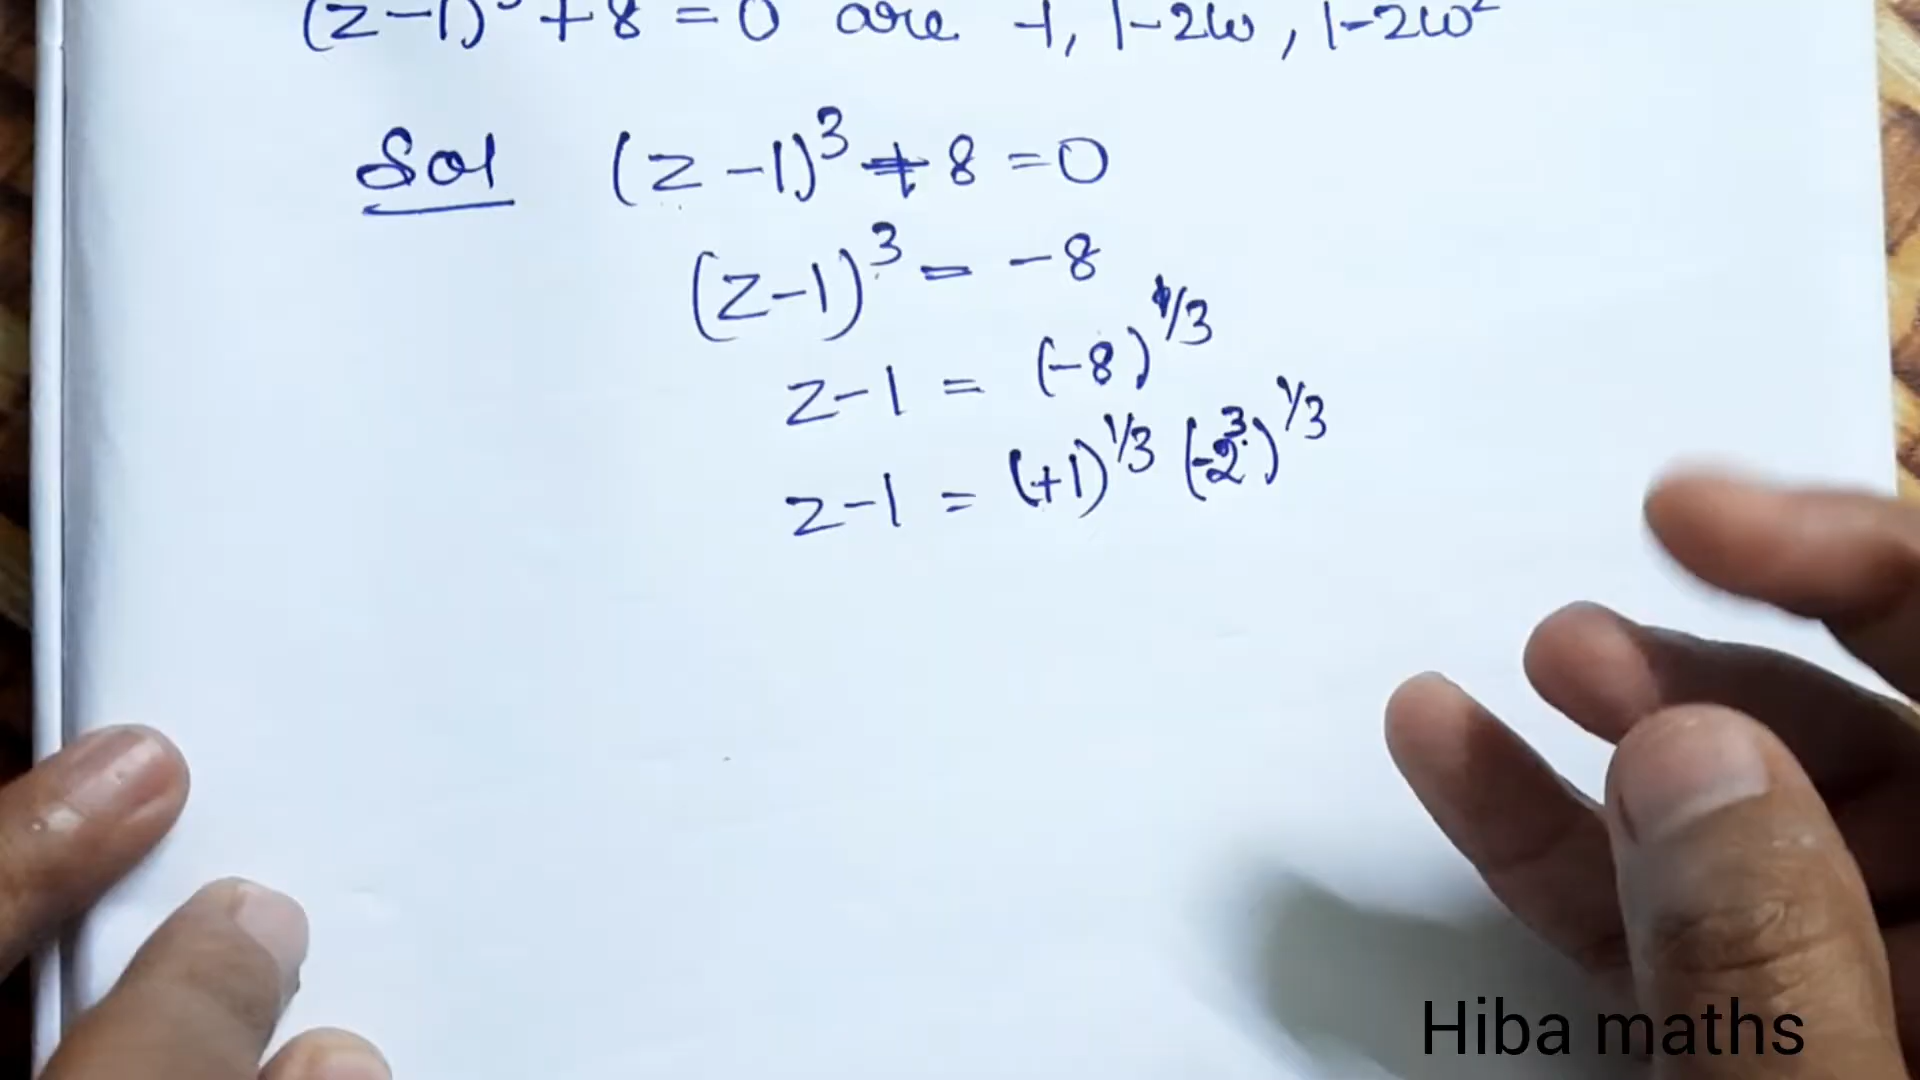 (z-1)³ + 8 = 0 are -1, 1-2ω, 1-2ω²
Sol (z-1)³ + 8 = 0
(z-1)³ = -8
z-1 = (-8)^1/3
z-1 = (+1)^1/3 (-2³)^1/3
Hiba maths